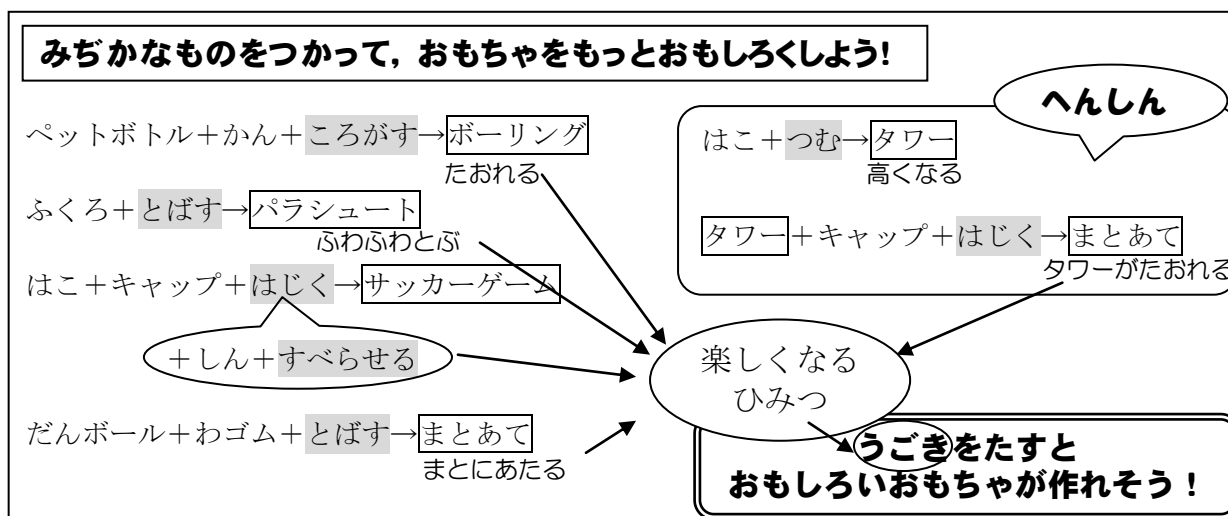 みぢかなものをつかって，おもちゃをもっとおもしろくしよう!
ペットボトル＋かん＋ころがす→ボーリング
たおれる
ふくろ＋とばす→パラシュート
ふわふわとぶ
はこ＋キャップ＋はじく→サッカーゲーム
＋しん＋すべらせる
だんボール＋わゴム＋とばす→まとあて
まとにあたる
へんしん
はこ＋つむ→タワー
高くなる
タワー＋キャップ＋はじく→まとあて
タワーがたおれる
楽しくなる
ひみつ
うごきをたすと
おもしろいおもちゃが作れそう！